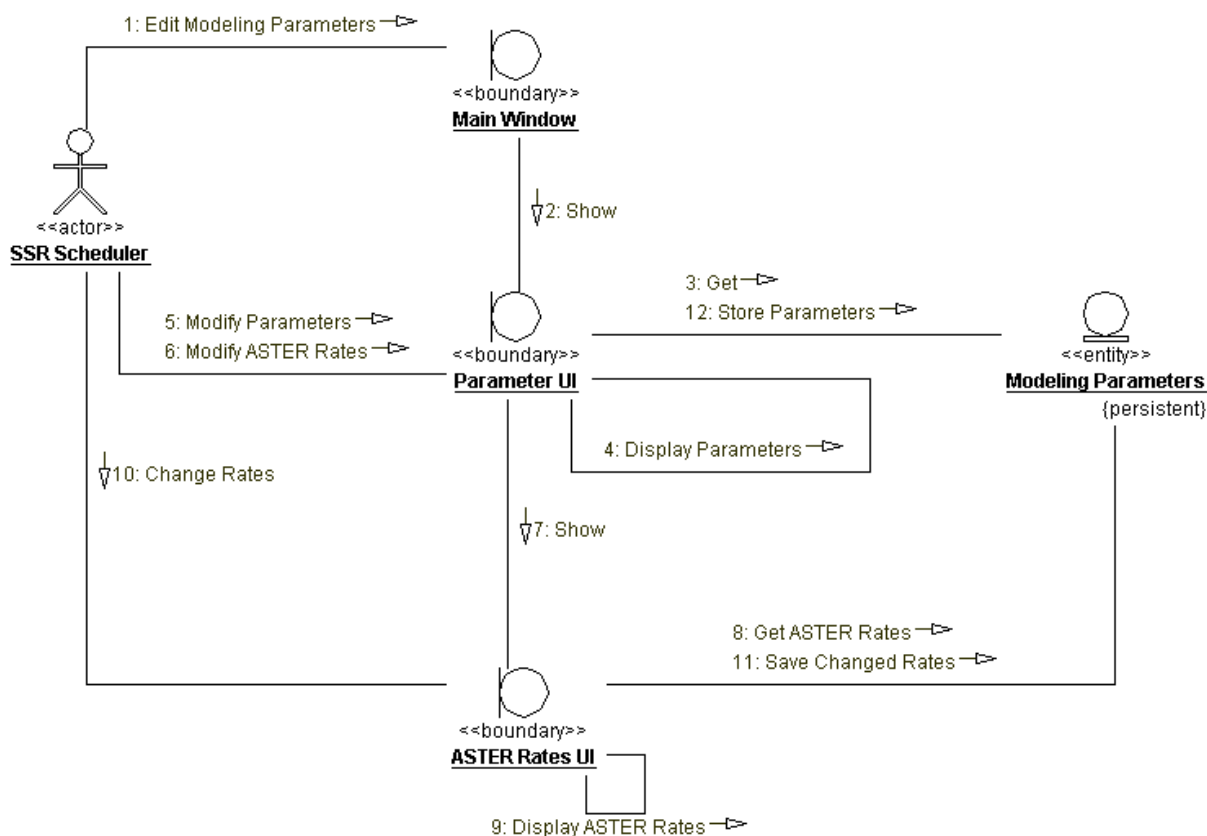 1: Edit Modeling Parameters
<<boundary>>
Main Window
2: Show
<<actor>>
SSR Scheduler
3: Get
12: Store Parameters
5: Modify Parameters
6: Modify ASTER Rates
<<boundary>>
Parameter UI
<<entity>>
Modeling Parameters
{persistent}
4: Display Parameters
10: Change Rates
7: Show
8: Get ASTER Rates
11: Save Changed Rates
<<boundary>>
ASTER Rates UI
9: Display ASTER Rates